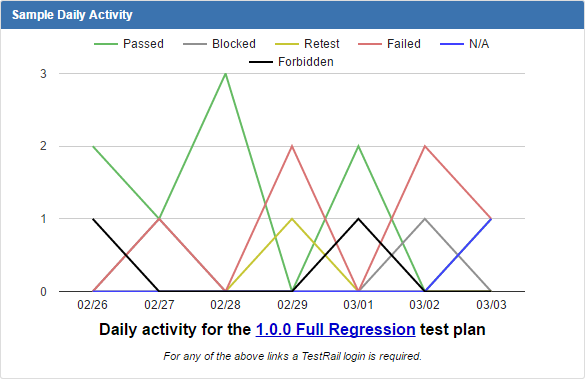 Sample Daily Activity
Passed Blocked Retest Failed N/A
Forbidden
3
2
1
0
02/26 02/27 02/28 02/29 03/01 03/02 03/03
Daily activity for the 1.0.0 Full Regression test plan
For any of the above links a TestRail login is required.